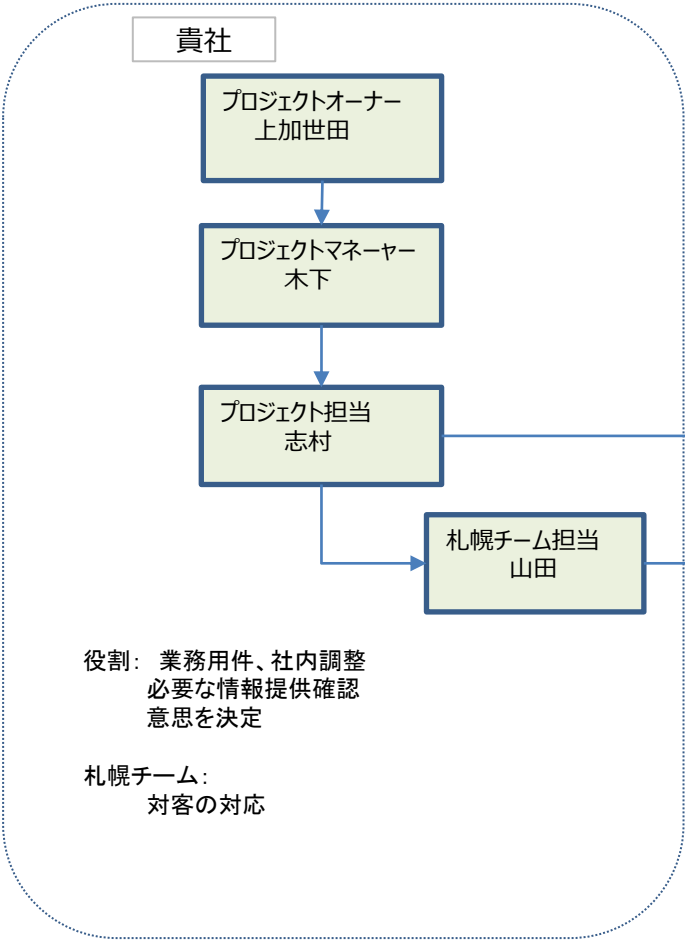 貴社
プロジェクトオーナー
上加世田
プロジェクトマネーャー
木下
プロジェクト担当
志村
札幌チーム担当
山田
役割： 業務用件、社内調整
必要な情報提供確認
意思を決定
札幌チーム：
対客の対応